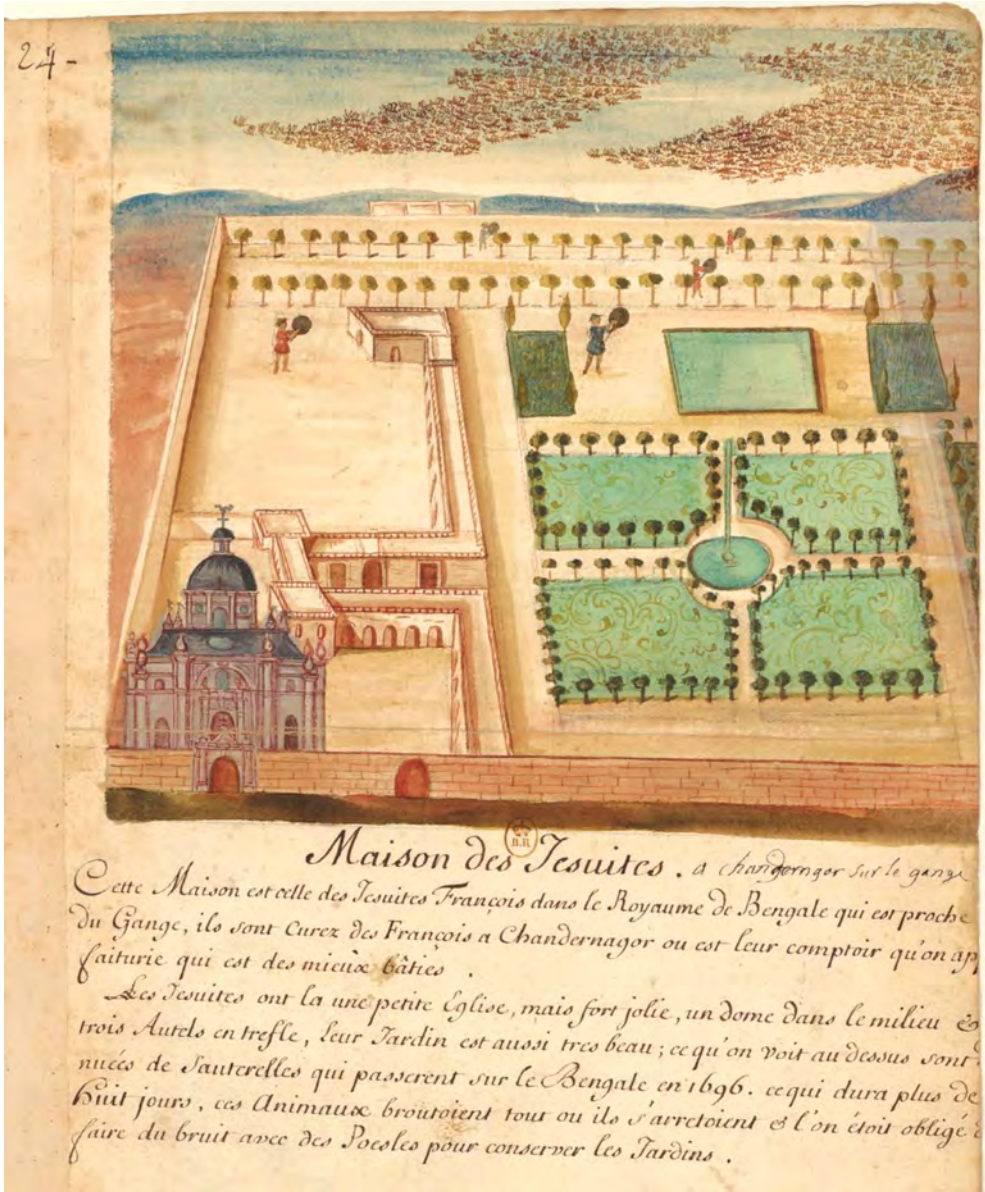 24-
B.R
Maison des Jesuites. a chandernger sur le gange
Cette Maison est celle des Jesuites François dans le Royaume de Bengale qui est proche
du Gange, ils sont Curez des François a Chandernagor ou est leur comptoir qu'on ap
faiturie qui est des mieux bâties.
Les Jesuites ont la une petite Eglise, mais fort jolie, un dome dans le milieu &
trois Autels en trefle, leur Jardin est aussi tres beau; ce qu'on voit au dessus sont
nuées de Sauterelles qui passerent sur le Bengale en 1696. ce qui dura plus de
huit jours, ces Animaux broutoient tout ou ils s'arretoient & l'on étoit obligé
faire du bruit avec des Poesles pour conserver les Jardins.